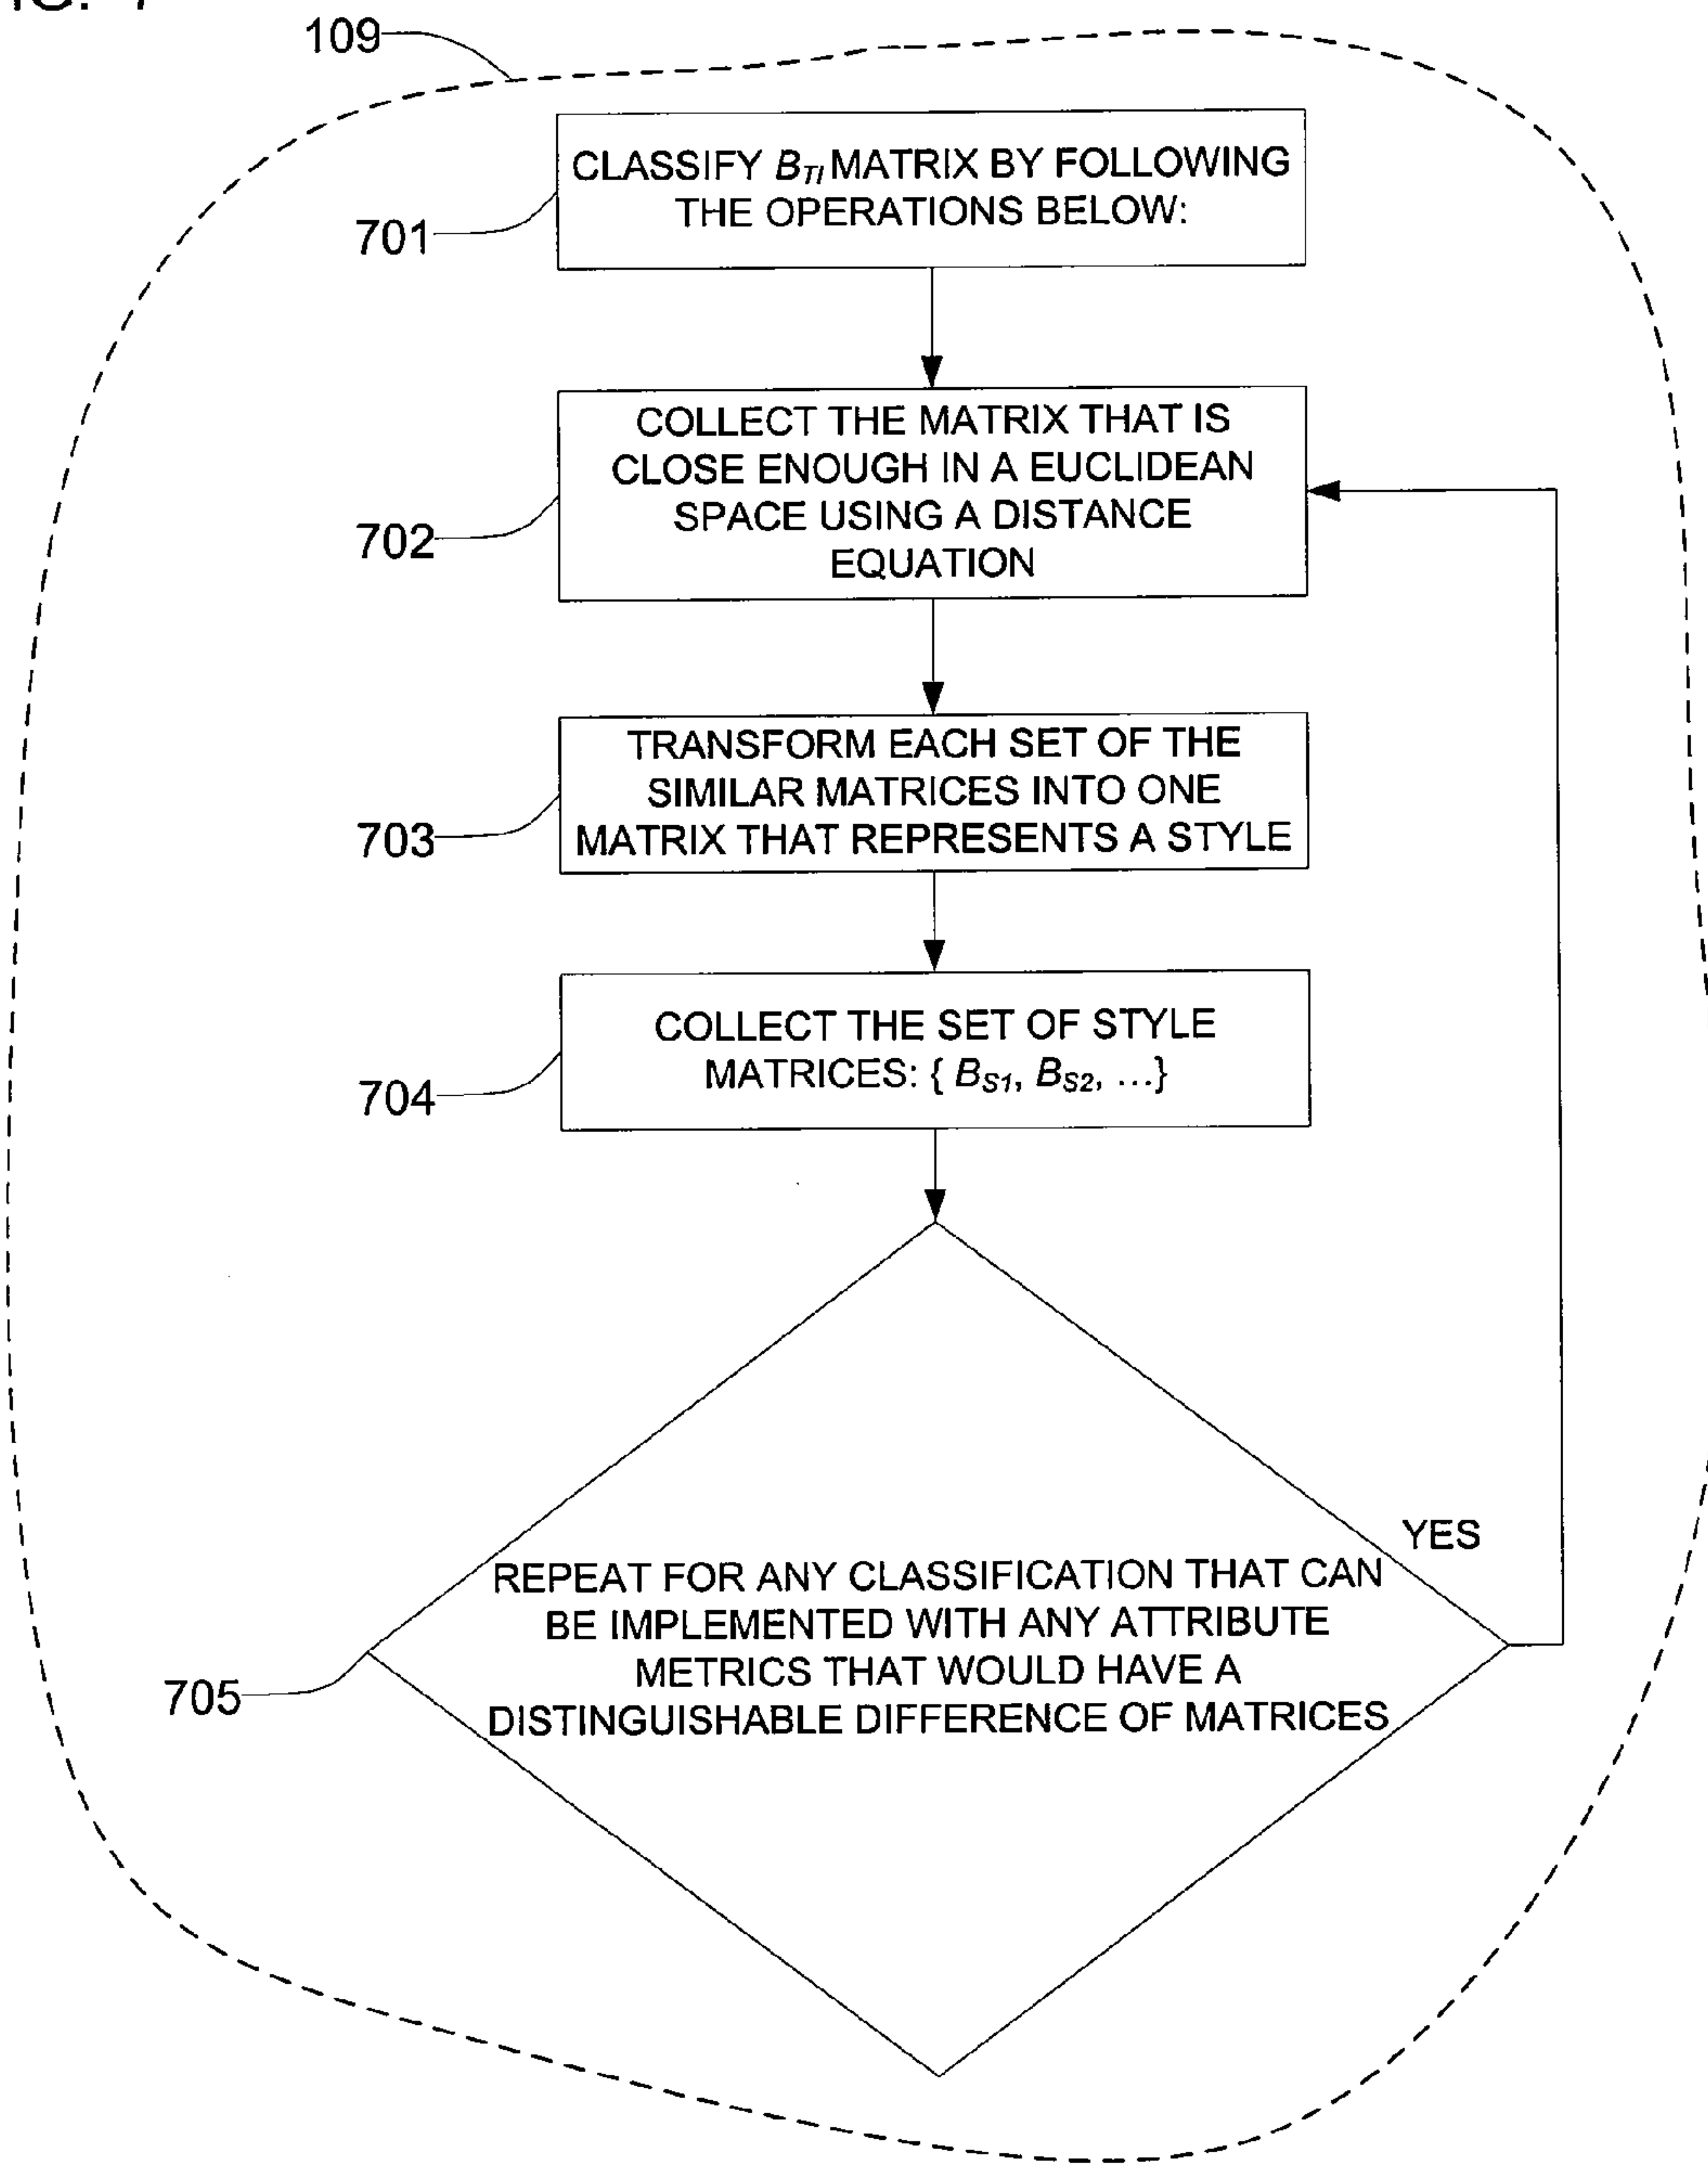 109
CLASSIFY B_TI MATRIX BY FOLLOWING
THE OPERATIONS BELOW:
701
COLLECT THE MATRIX THAT IS
CLOSE ENOUGH IN A EUCLIDEAN
SPACE USING A DISTANCE
EQUATION
702
TRANSFORM EACH SET OF THE
SIMILAR MATRICES INTO ONE
MATRIX THAT REPRESENTS A STYLE
703
COLLECT THE SET OF STYLE
MATRICES: { B_S1, B_S2, ...}
704
YES
REPEAT FOR ANY CLASSIFICATION THAT CAN
BE IMPLEMENTED WITH ANY ATTRIBUTE
METRICS THAT WOULD HAVE A
DISTINGUISHABLE DIFFERENCE OF MATRICES
705